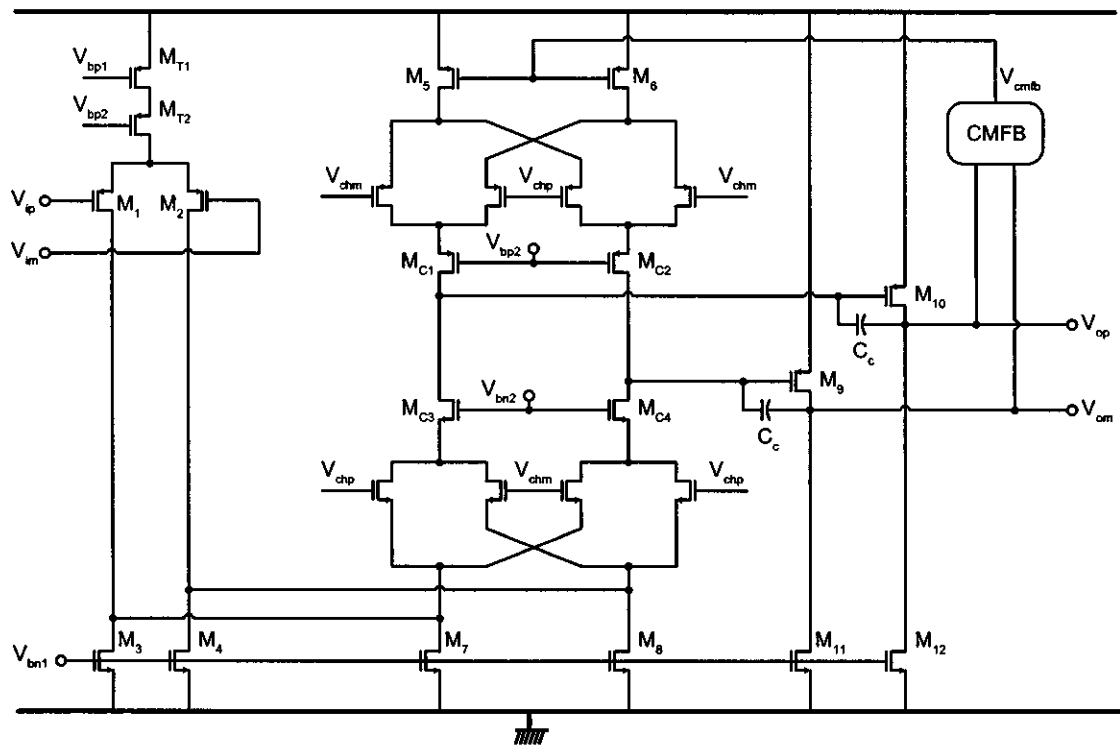 V_bp1
M_T1
V_bp2
M_T2
V_ip
M_1
M_2
V_im
M_5
M_6
V_cmfb
CMFB
V_chm
V_chp
V_chm
M_C1
V_bp2
M_C2
M_10
C_c
V_op
M_9
V_bn2
M_C3
M_C4
C_c
V_om
V_chp
V_chm
V_chp
V_bn1
M_3
M_4
M_7
M_8
M_11
M_12